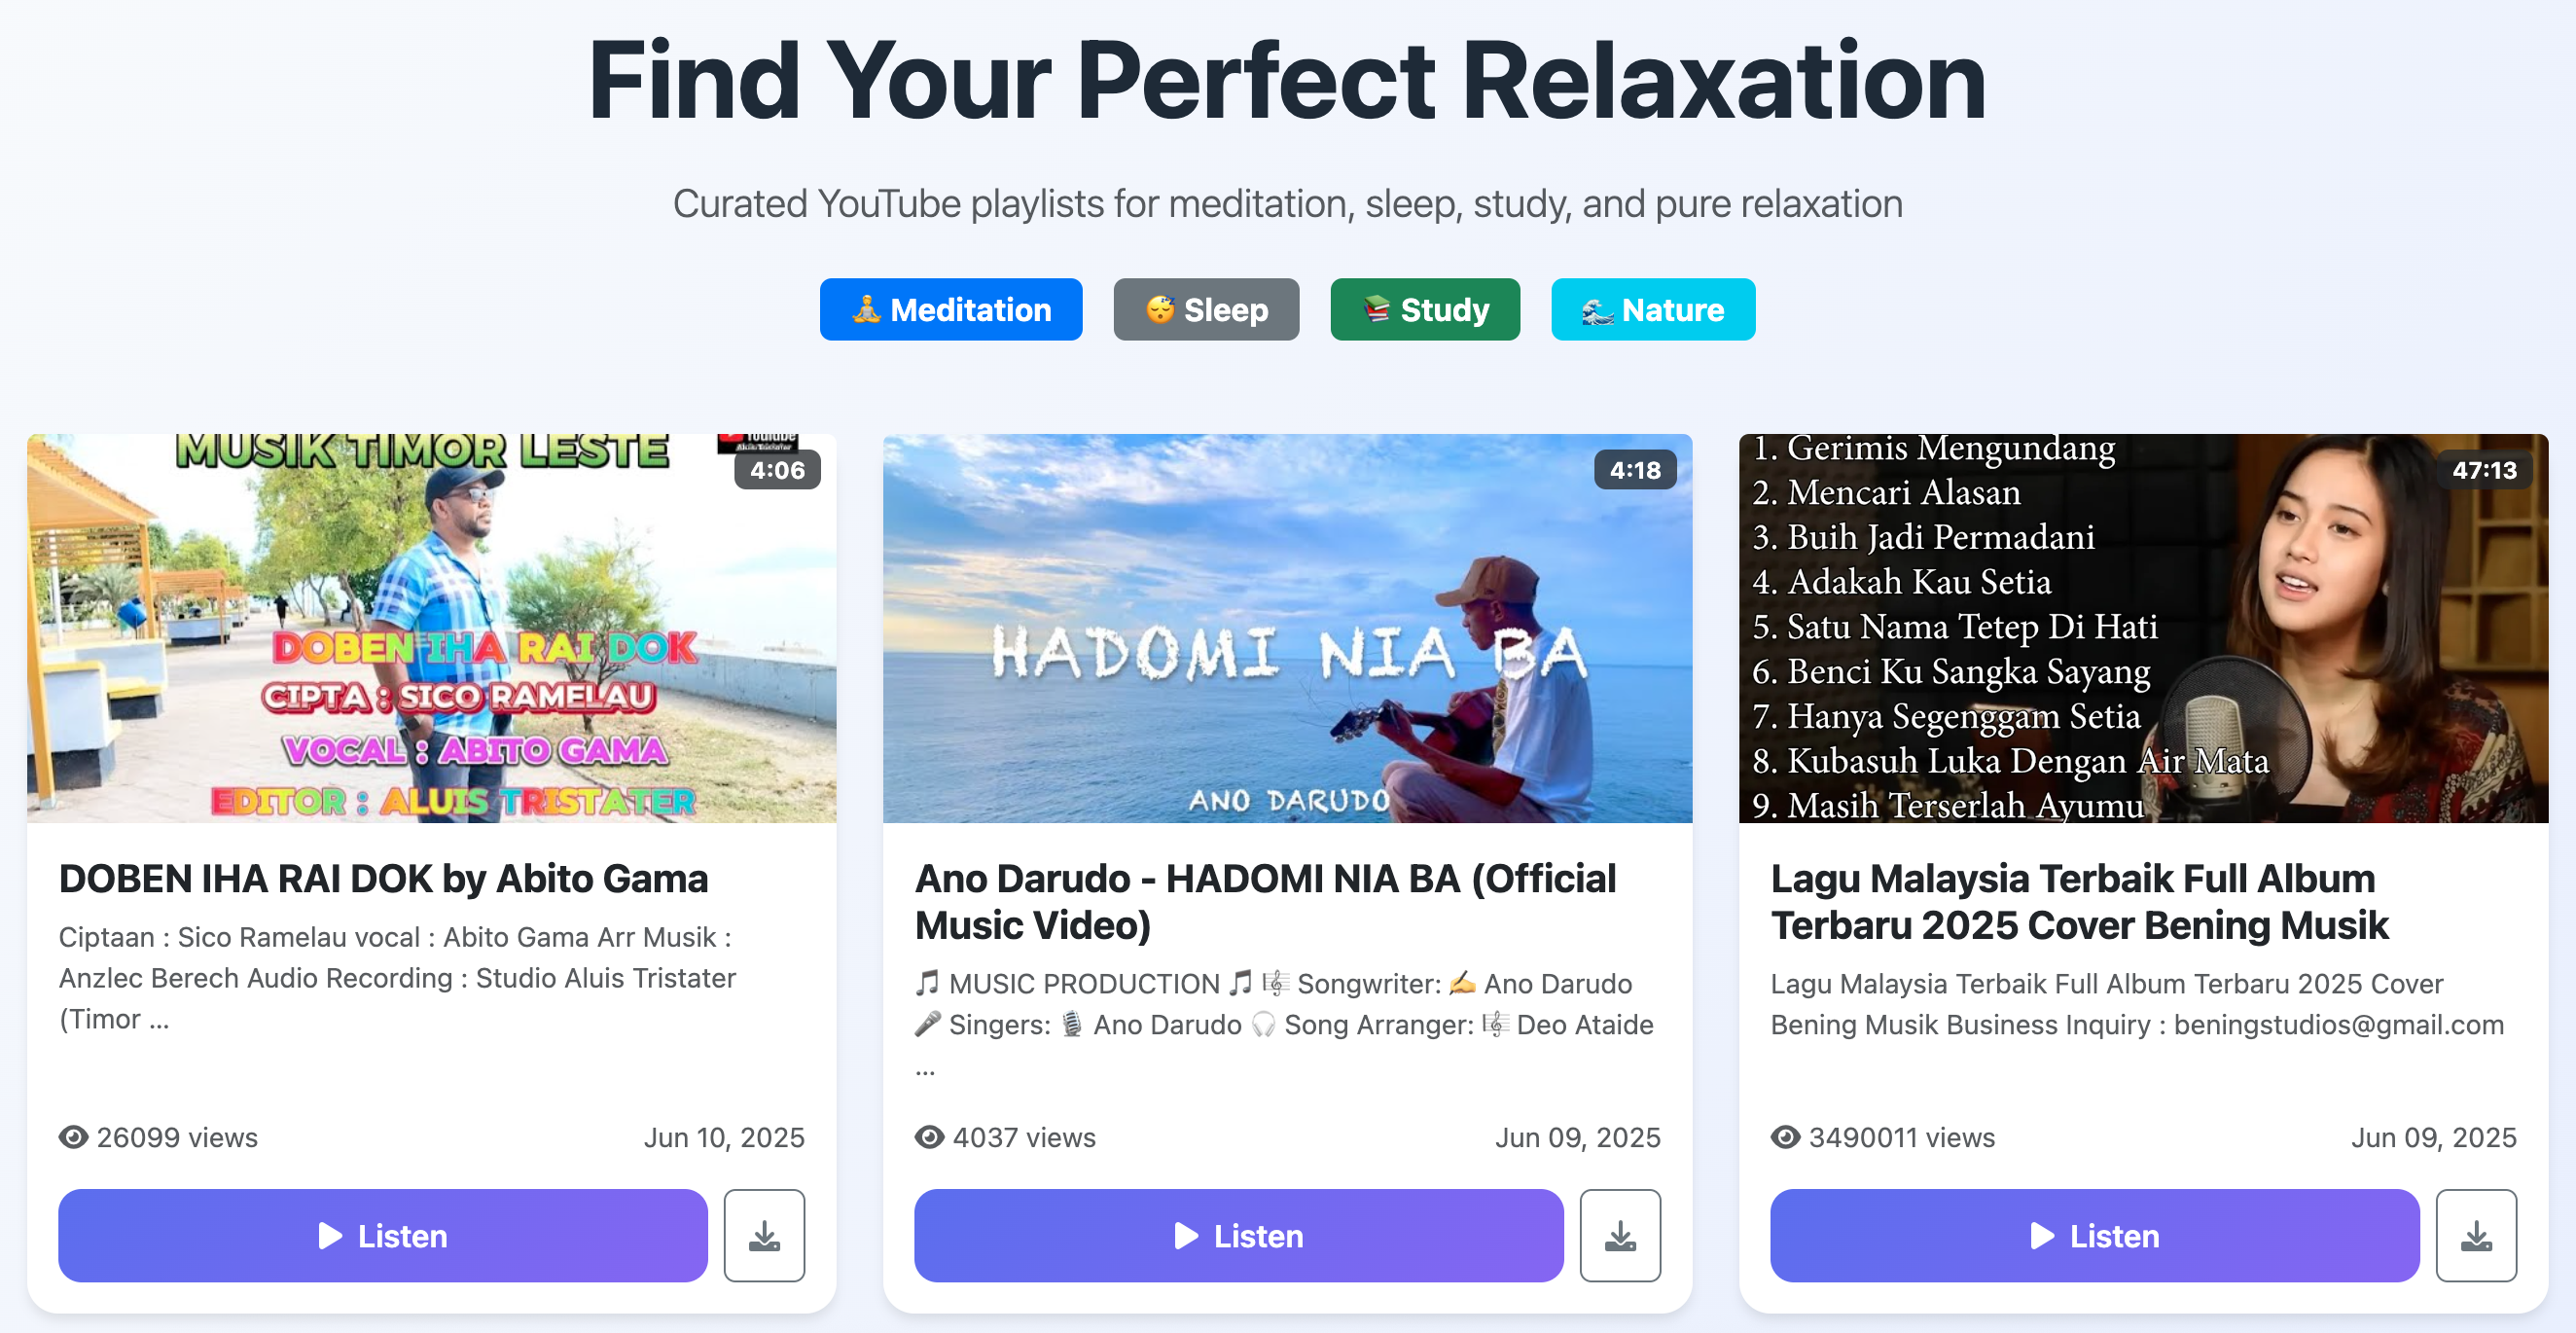 Find Your Perfect Relaxation
Curated YouTube playlists for meditation, sleep, study, and pure relaxation
🧘 Meditation
😴 Sleep
📚 Study
🌊 Nature
MUSIK TIMOR LESTE
YouTube
4:06
DOBEN IHA RAI DOK
CIPTA : SICO RAMELAU
VOCAL : ABITO GAMA
EDITOR : ALUIS TRISTATER
DOBEN IHA RAI DOK by Abito Gama
Ciptaan : Sico Ramelau vocal : Abito Gama Arr Musik :
Anzlec Berech Audio Recording : Studio Aluis Tristater
(Timor ...
26099 views
Jun 10, 2025
Listen
4:18
HADOMI NIA BA
ANO DARUDO
Ano Darudo - HADOMI NIA BA (Official
Music Video)
🎵 MUSIC PRODUCTION 🎵 🎼 Songwriter: ✍️ Ano Darudo
🎤 Singers: 🎙️ Ano Darudo 🎧 Song Arranger: 🎼 Deo Ataide
...
4037 views
Jun 09, 2025
Listen
47:13
1. Gerimis Mengundang
2. Mencari Alasan
3. Buih Jadi Permadani
4. Adakah Kau Setia
5. Satu Nama Tetep Di Hati
6. Benci Ku Sangka Sayang
7. Hanya Segenggam Setia
8. Kubasuh Luka Dengan Air Mata
9. Masih Terserlah Ayumu
Lagu Malaysia Terbaik Full Album
Terbaru 2025 Cover Bening Musik
Lagu Malaysia Terbaik Full Album Terbaru 2025 Cover
Bening Musik Business Inquiry : beningstudios@gmail.com
3490011 views
Jun 09, 2025
Listen